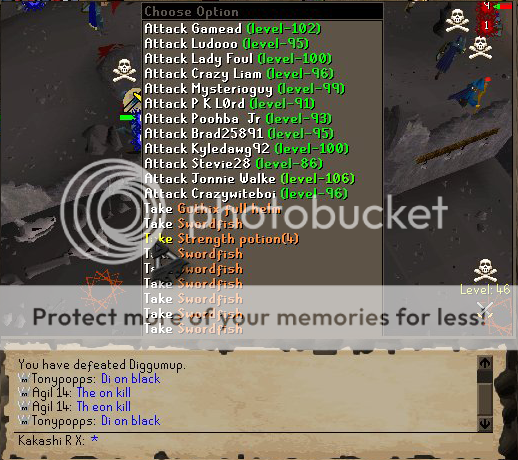 4
1
Choose Option
Attack Gamead (level-102)
Attack Ludooo (level-95)
Attack Lady Foul (level-100)
Attack Crazy Liam (level-96)
Attack Mysterioguy (level-99)
Attack P K L0rd (level-91)
Attack Poohba Jr (level-93)
Attack Brad25891 (level-95)
Attack Kyledawg92 (level-100)
Attack Stevie28 (level-86)
Attack Jonnie Walke (level-106)
Attack Crazywiteboi (level-96)
Take Guthix full helm
Take Swordfish
Take Strength potion(4)
Take Swordfish
Swordfish
Take Swordfish
Take Swordfish
Take Swordfish
Take Swordfish
photobucket
Level: 46
Protect more of your memories for less!
You have defeated Diggumup.
Tonypopps: Di on black
Agil 14: The on kill
Agil 14: Th eon kill
Tonypopps: Di on black
Kakashi R X: *